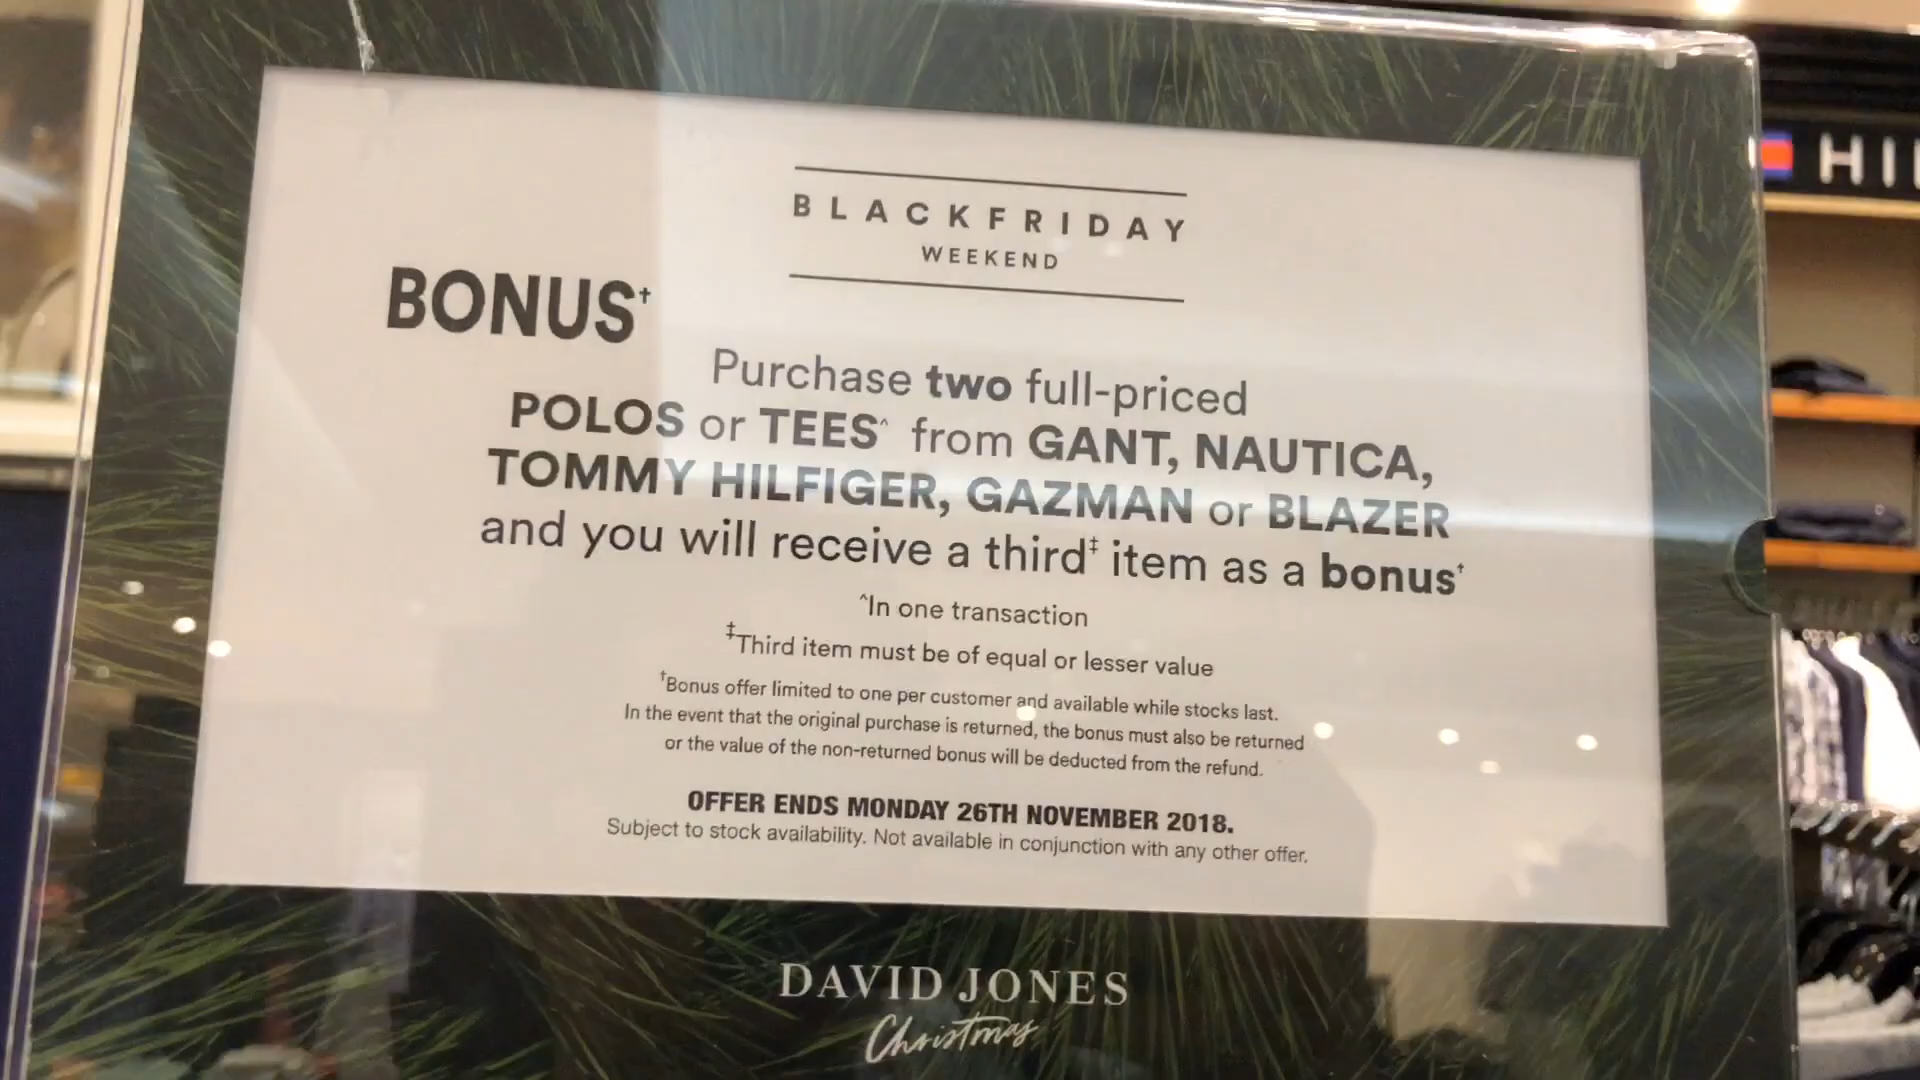 HI
BLACKFRIDAY
WEEKEND
BONUS†
Purchase two full-priced
POLOS or TEES^ from GANT, NAUTICA,
TOMMY HILFIGER, GAZMAN or BLAZER
and you will receive a third‡ item as a bonus†
^In one transaction
‡Third item must be of equal or lesser value
†Bonus offer limited to one per customer and available while stocks last.
In the event that the original purchase is returned, the bonus must also be returned
or the value of the non-returned bonus will be deducted from the refund.
OFFER ENDS MONDAY 26TH NOVEMBER 2018.
Subject to stock availability. Not available in conjunction with any other offer.
DAVID JONES
Christmas